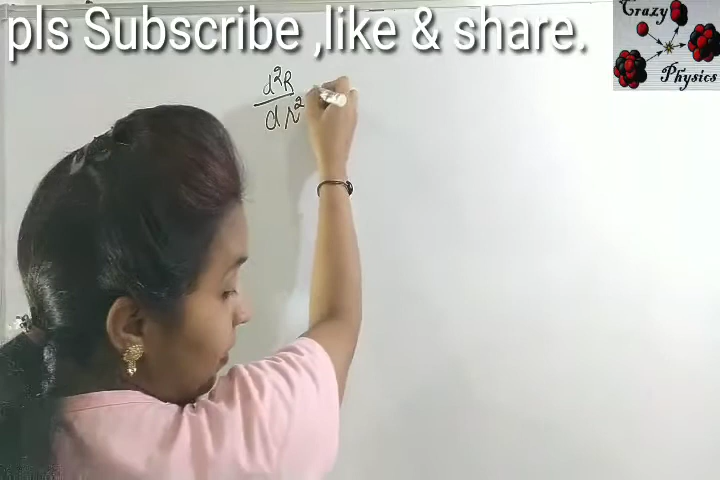 pls Subscribe ,like & share.
Crazy
Physics
d²R
dr²